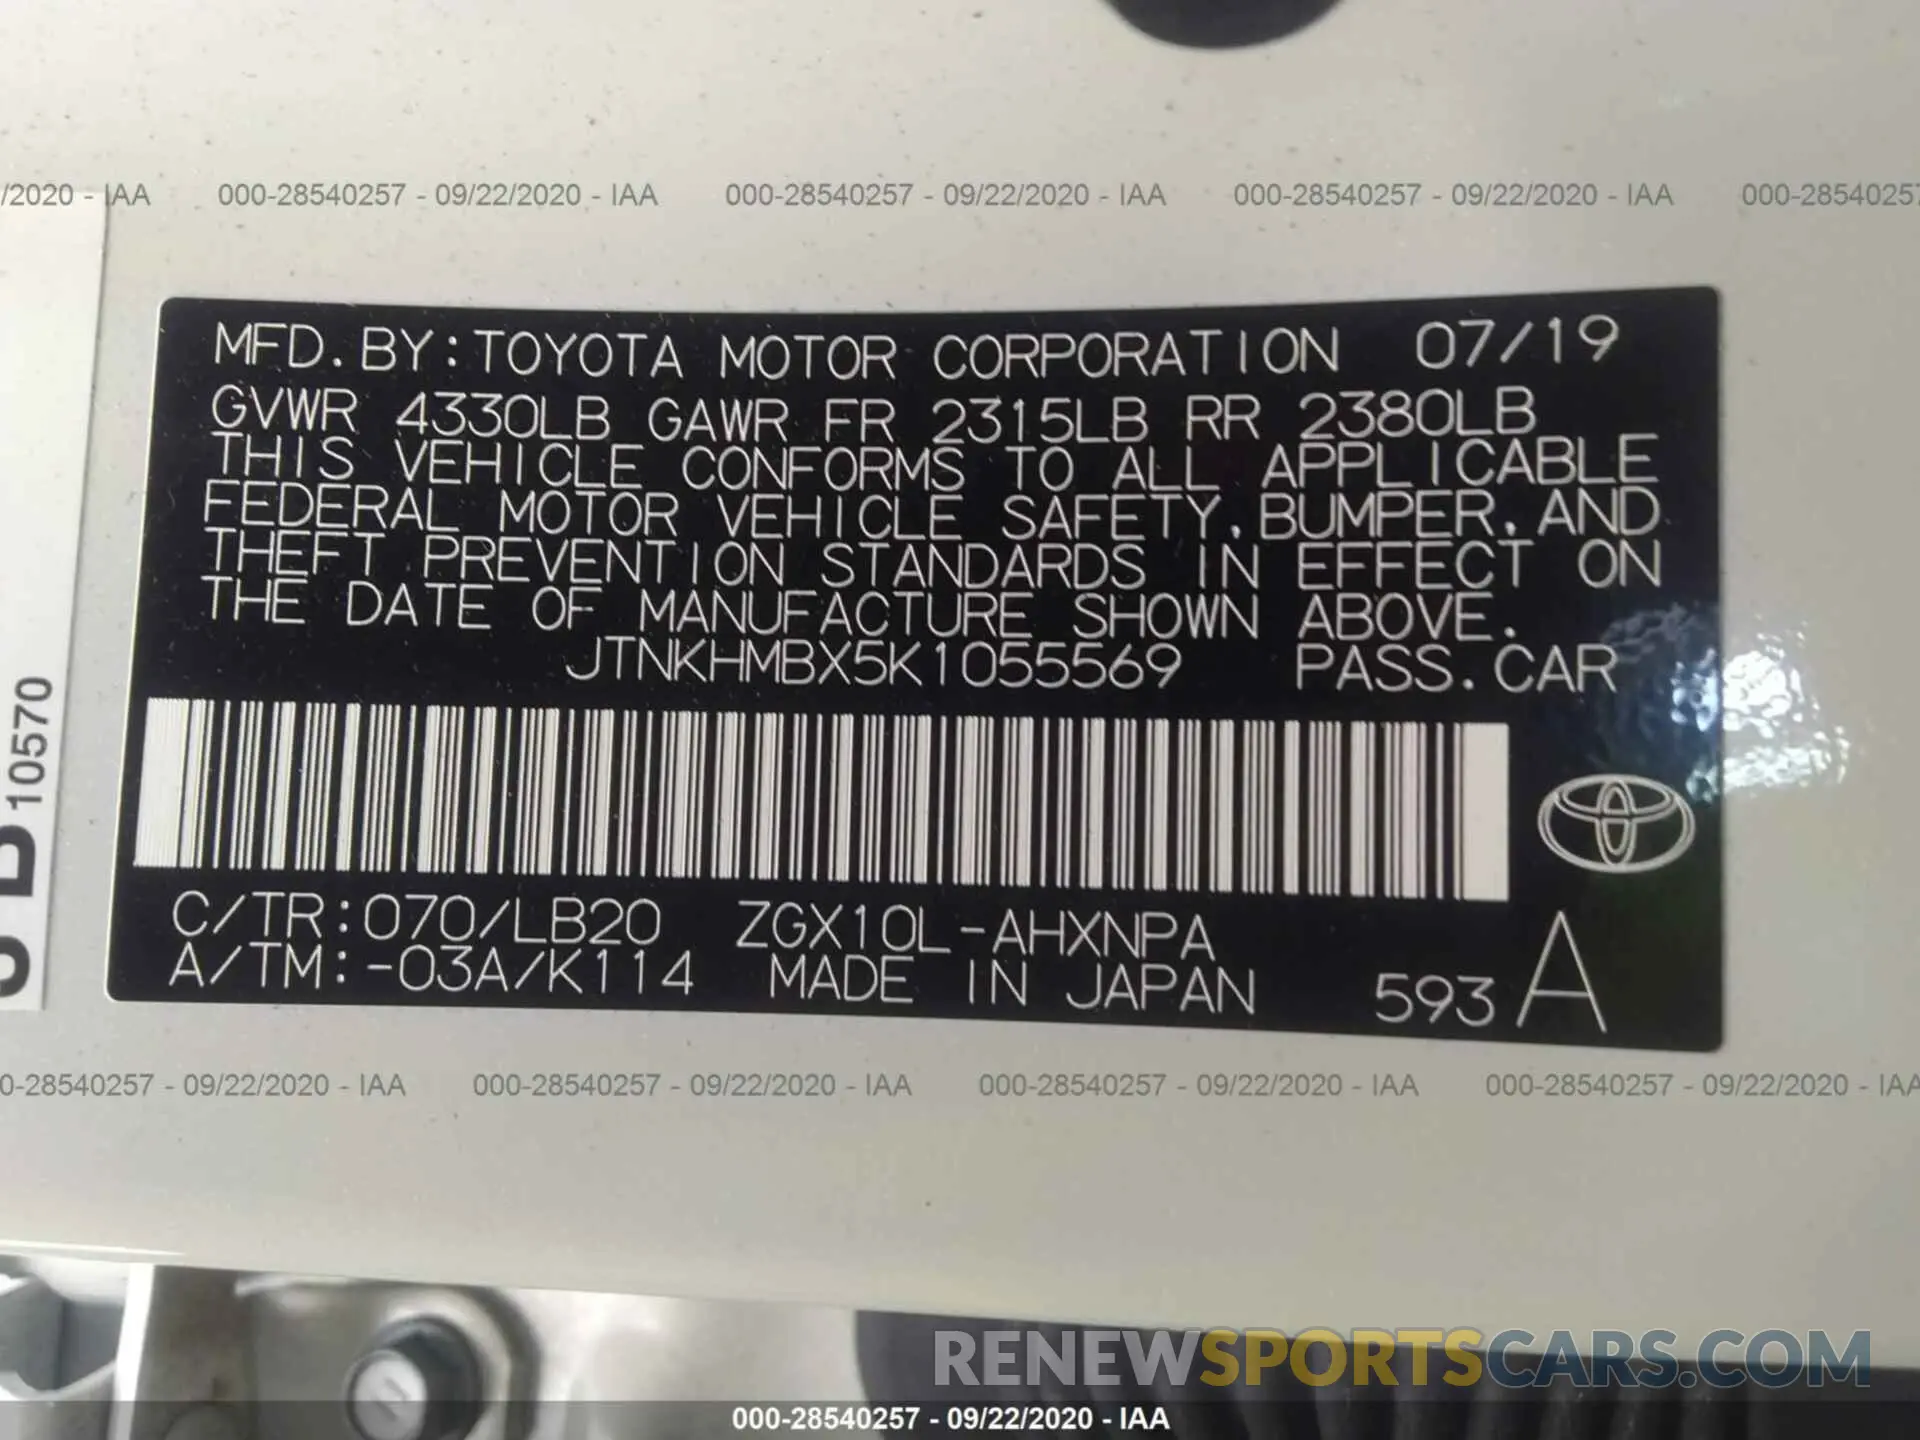 /2020 - IAA 000-28540257 - 09/22/2020 - IAA 000-28540257 - 09/22/2020 - IAA 000-28540257 - 09/22/2020 - IAA 000-28540257
MFD. BY: TOYOTA MOTOR CORPORATION 07/19
GVWR 4330LB GAWR FR 2315LB RR 2380LB
THIS VEHICLE CONFORMS TO ALL APPLICABLE
FEDERAL MOTOR VEHICLE SAFETY, BUMPER, AND
THEFT PREVENTION STANDARDS IN EFFECT ON
THE DATE OF MANUFACTURE SHOWN ABOVE.
JTNKHMBX5K1055569 PASS. CAR
10570
C/TR: 070/LB20 ZGX10L-AHXNPA
A/TM: -03A/K114 MADE IN JAPAN 593 A
0-28540257 - 09/22/2020 - IAA 000-28540257 - 09/22/2020 - IAA 000-28540257 - 09/22/2020 - IAA 000-28540257 - 09/22/2020 - IAA
RENEWSPORTSCARS.COM
000-28540257 - 09/22/2020 - IAA